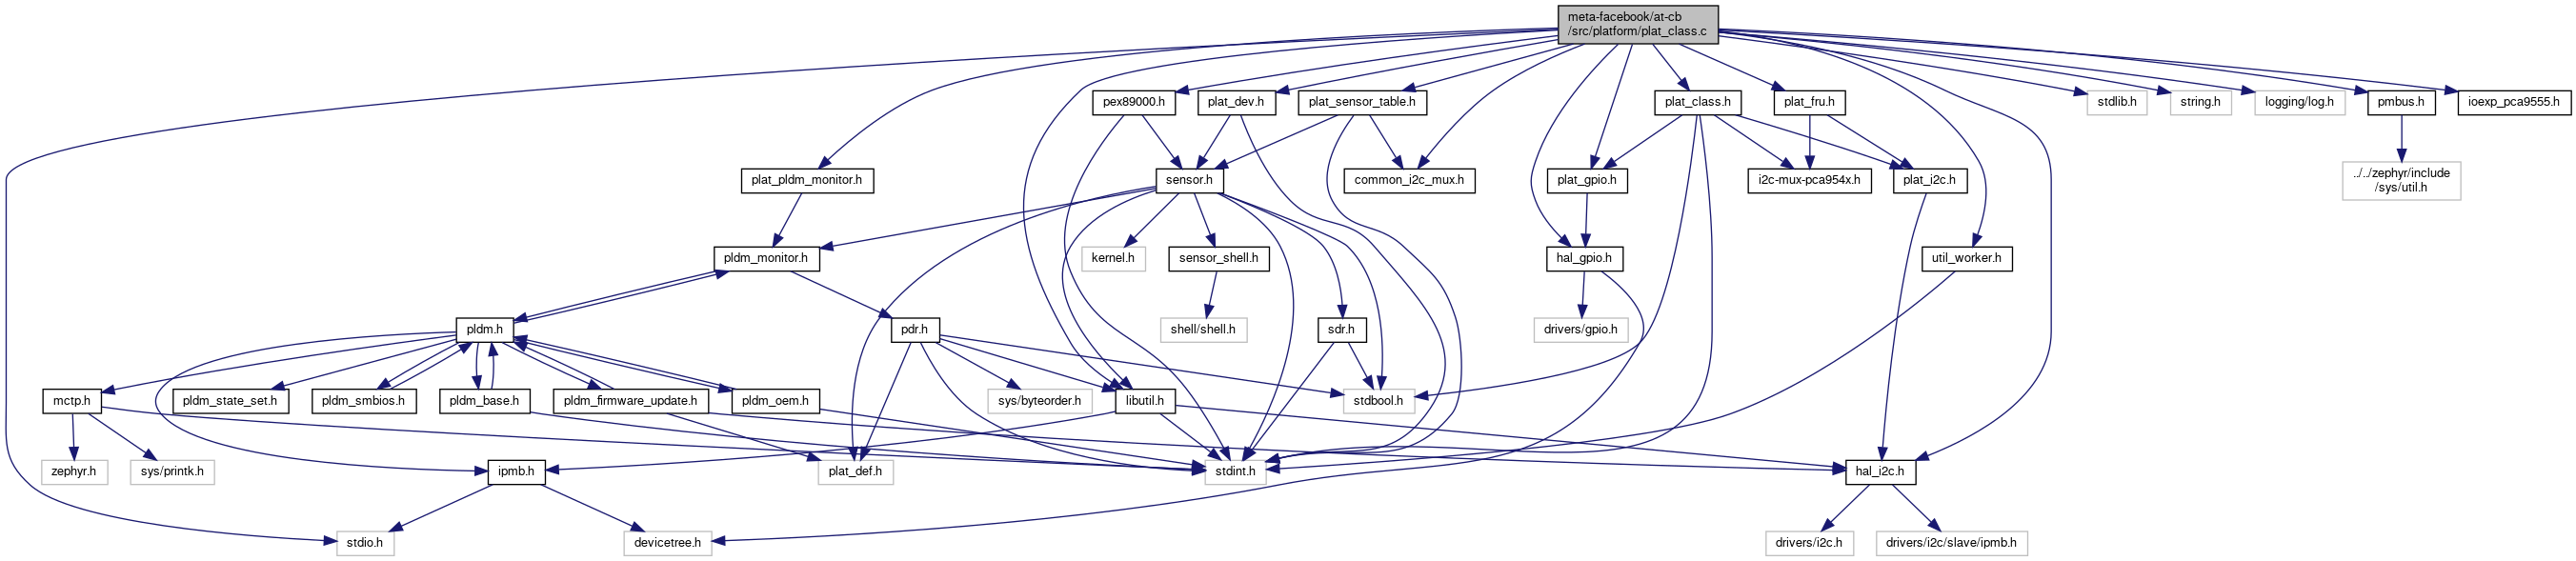 meta-facebook/at-cb
/src/platform/plat_class.c
pex89000.h
plat_dev.h
plat_sensor_table.h
plat_class.h
plat_fru.h
stdlib.h
string.h
logging/log.h
pmbus.h
ioexp_pca9555.h
plat_pldm_monitor.h
sensor.h
common_i2c_mux.h
plat_gpio.h
i2c-mux-pca954x.h
plat_i2c.h
../../zephyr/include
/sys/util.h
pldm_monitor.h
kernel.h
sensor_shell.h
hal_gpio.h
util_worker.h
pldm.h
pdr.h
shell/shell.h
sdr.h
drivers/gpio.h
mctp.h
pldm_state_set.h
pldm_smbios.h
pldm_base.h
pldm_firmware_update.h
pldm_oem.h
sys/byteorder.h
libutil.h
stdbool.h
zephyr.h
sys/printk.h
ipmb.h
plat_def.h
stdint.h
hal_i2c.h
stdio.h
devicetree.h
drivers/i2c.h
drivers/i2c/slave/ipmb.h